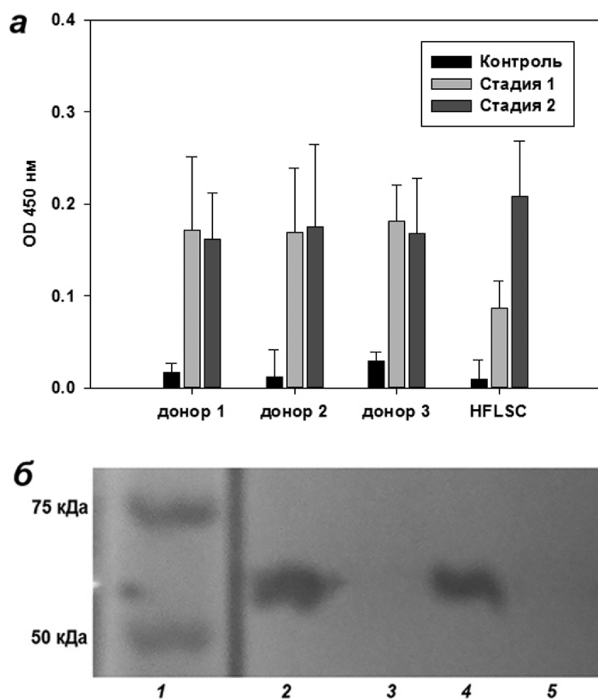 а
0.4
0.3
0.2
0.1
0.0
OD 450 нм
Контроль
Стадия 1
Стадия 2
донор 1 донор 2 донор 3 HFLSC
б
75 кДа
50 кДа
1 2 3 4 5